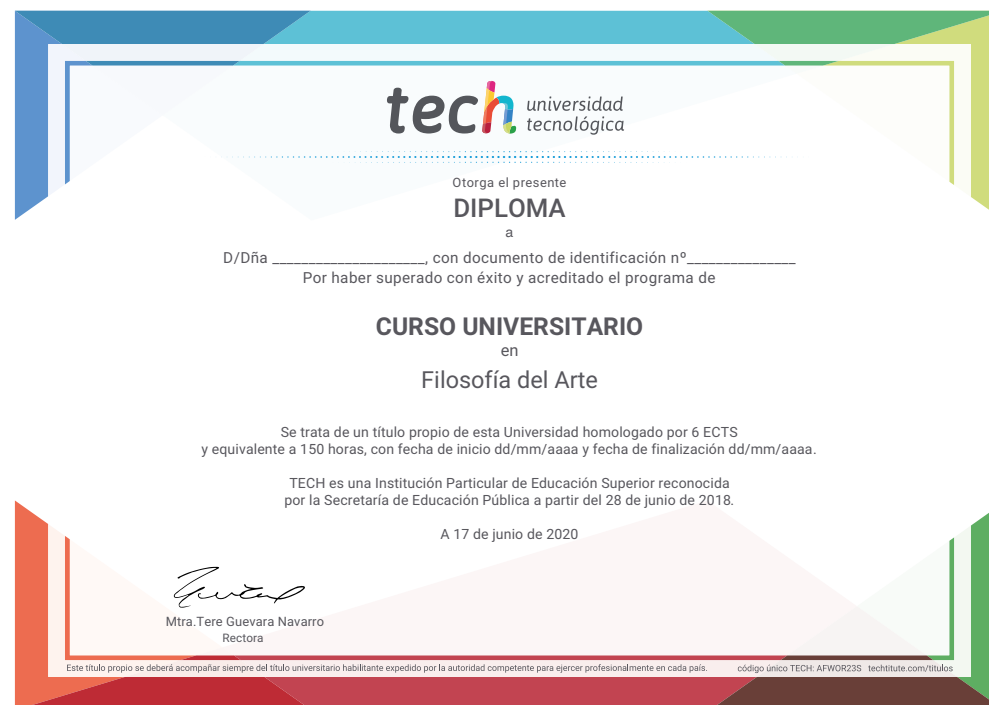 tech universidad
tecnológica
Otorga el presente
DIPLOMA
a
D/Dña ______________________, con documento de identificación nº_______________
Por haber superado con éxito y acreditado el programa de
CURSO UNIVERSITARIO
en
Filosofía del Arte
Se trata de un título propio de esta Universidad homologado por 6 ECTS
y equivalente a 150 horas, con fecha de inicio dd/mm/aaaa y fecha de finalización dd/mm/aaaa.
TECH es una Institución Particular de Educación Superior reconocida
por la Secretaría de Educación Pública a partir del 28 de junio de 2018.
A 17 de junio de 2020
Mtra.Tere Guevara Navarro
Rectora
Este título propio se deberá acompañar siempre del título universitario habilitante expedido por la autoridad competente para ejercer profesionalmente en cada país. código único TECH: AFWOR23S techtitute.com/titulos